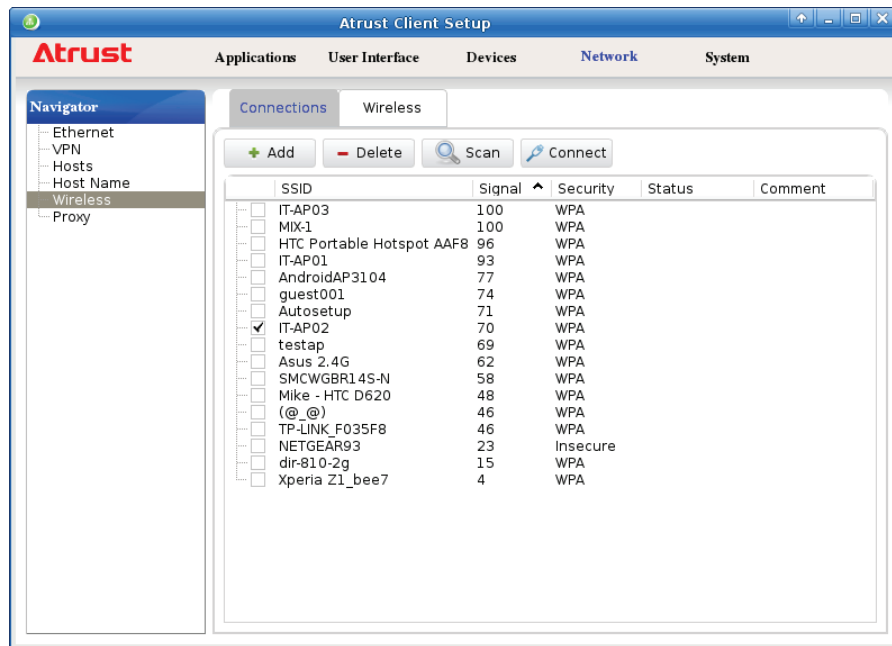 Atrust Client Setup
Atrust Applications User Interface Devices Network System
Navigator
Ethernet
VPN
Hosts
Host Name
Wireless
Proxy
Connections Wireless
Add Delete Scan Connect
SSID Signal Security Status Comment
IT-AP03 100 WPA
MIX-1 100 WPA
HTC Portable Hotspot AAF8 96 WPA
IT-AP01 93 WPA
AndroidAP3104 77 WPA
guest001 74 WPA
Autosetup 71 WPA
IT-AP02 70 WPA
testap 69 WPA
Asus 2.4G 62 WPA
SMCWGBR14S-N 58 WPA
Mike - HTC D620 48 WPA
(@_@) 46 WPA
TP-LINK_F035F8 46 WPA
NETGEAR93 23 Insecure
dir-810-2g 15 WPA
Xperia Z1_bee7 4 WPA